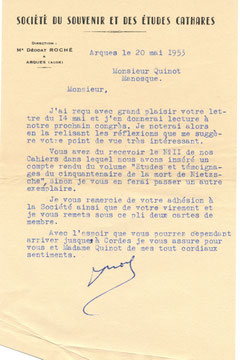 SOCIÉTÉ DU SOUVENIR ET DES ÉTUDES CATHARES
DIRECTION :
Mr DÉODAT ROCHÉ
ARQUES (AUDE)
Arques le 20 mai 1953
Monsieur Quinot
Manosque.
Monsieur,
J'ai reçu avec grand plaisir votre let-
tre du 14 mai et j'en donnerai lecture à
notre prochain congrès. Je noterai alors
en la relisant les réflexions que me suggè-
re votre point de vue très intéressant.
Vous avez du recevoir le N°II de nos
Cahiers dans lequel nous avons inséré un
compte rendu du volume "Etudes et témoigna-
ges du cinquantenaire de la mort de Nietzs-
che", sinon je vous en ferai passer un autre
exemplaire.
Je vous remercie de votre adhésion à
la Société ainsi que de votre virement et
je vous remets sous ce pli deux cartes de
membre.
Avec l'espoir que vous pourrez cependant
arriver jusqu'à Cordes je vous assure pour
vous et Madame Quinot de mes tout cordiaux
sentiments.